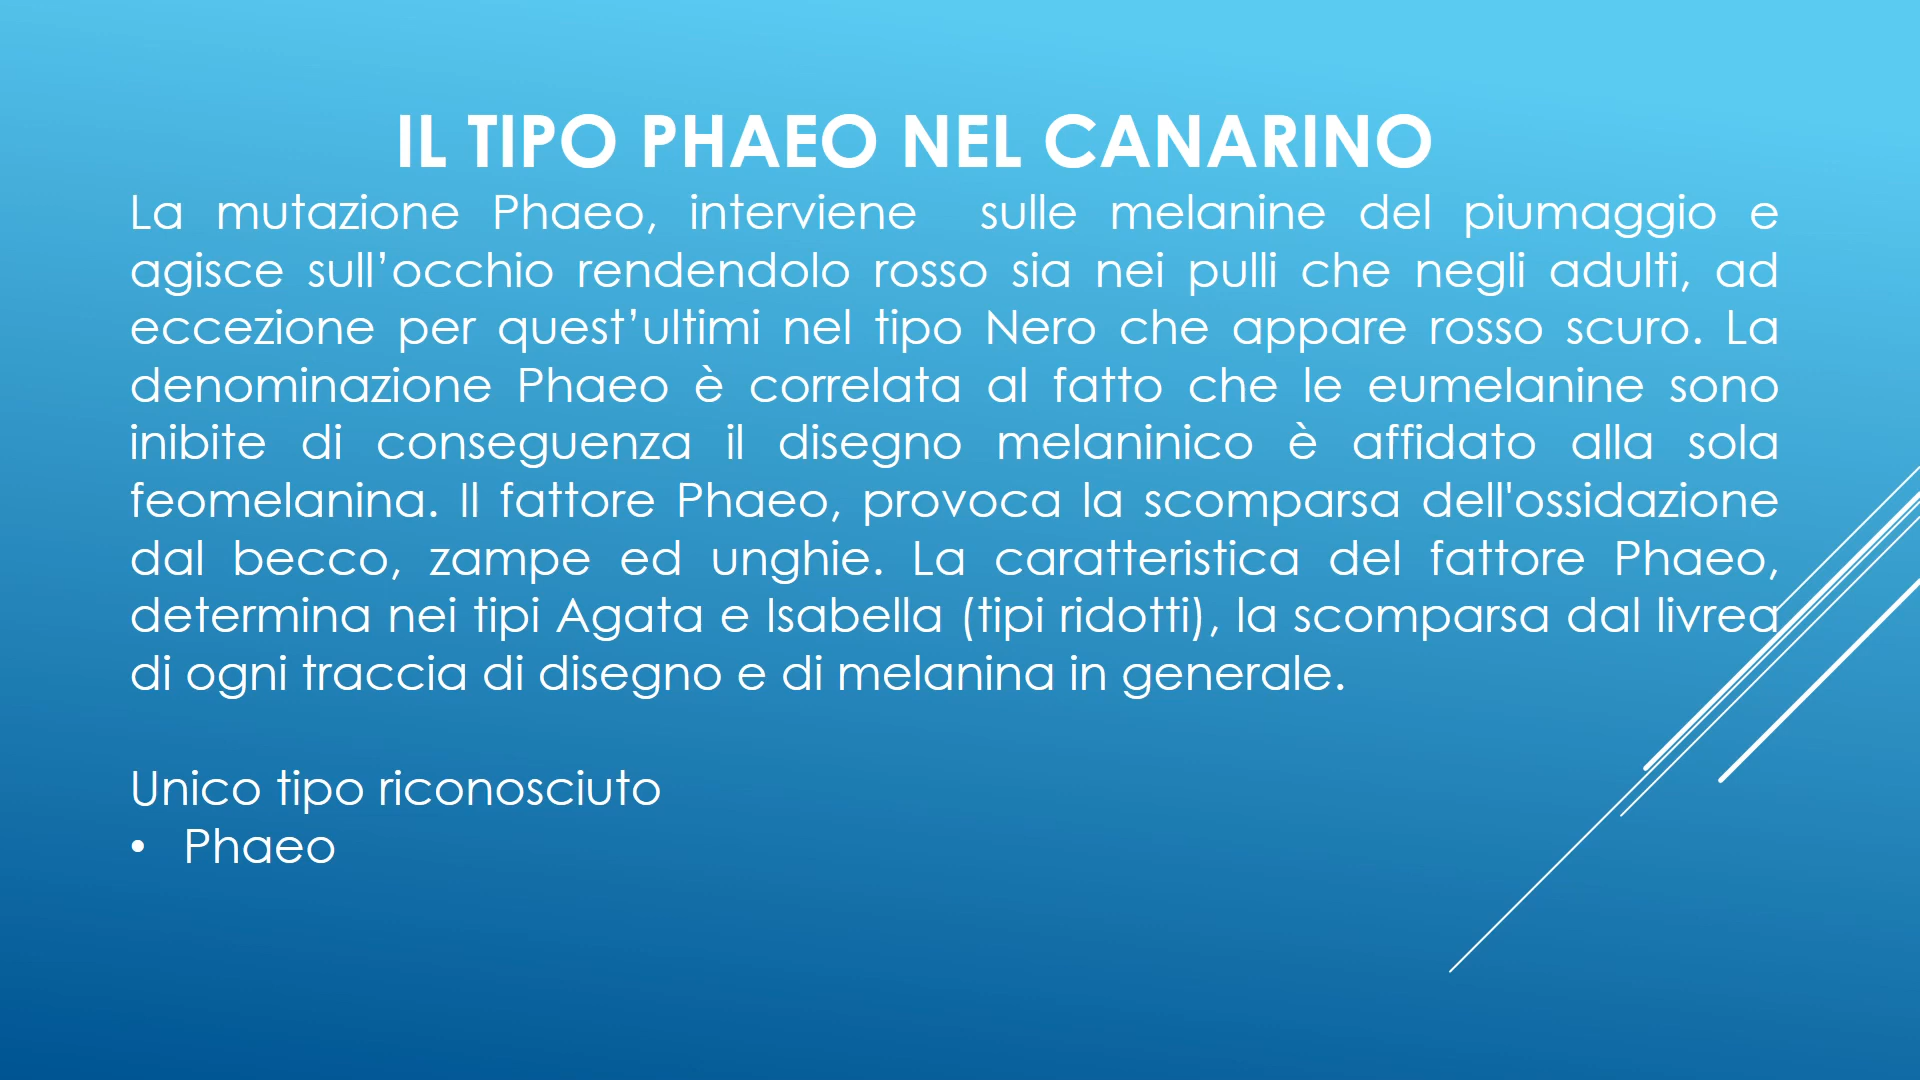 IL TIPO PHAEO NEL CANARINO
La mutazione Phaeo, interviene sulle melanine del piumaggio e
agisce sull’occhio rendendolo rosso sia nei pulli che negli adulti, ad
eccezione per quest’ultimi nel tipo Nero che appare rosso scuro. La
denominazione Phaeo è correlata al fatto che le eumelanine sono
inibite di conseguenza il disegno melaninico è affidato alla sola
feomelanina. Il fattore Phaeo, provoca la scomparsa dell'ossidazione
dal becco, zampe ed unghie. La caratteristica del fattore Phaeo,
determina nei tipi Agata e Isabella (tipi ridotti), la scomparsa dal livrea
di ogni traccia di disegno e di melanina in generale.
Unico tipo riconosciuto
• Phaeo